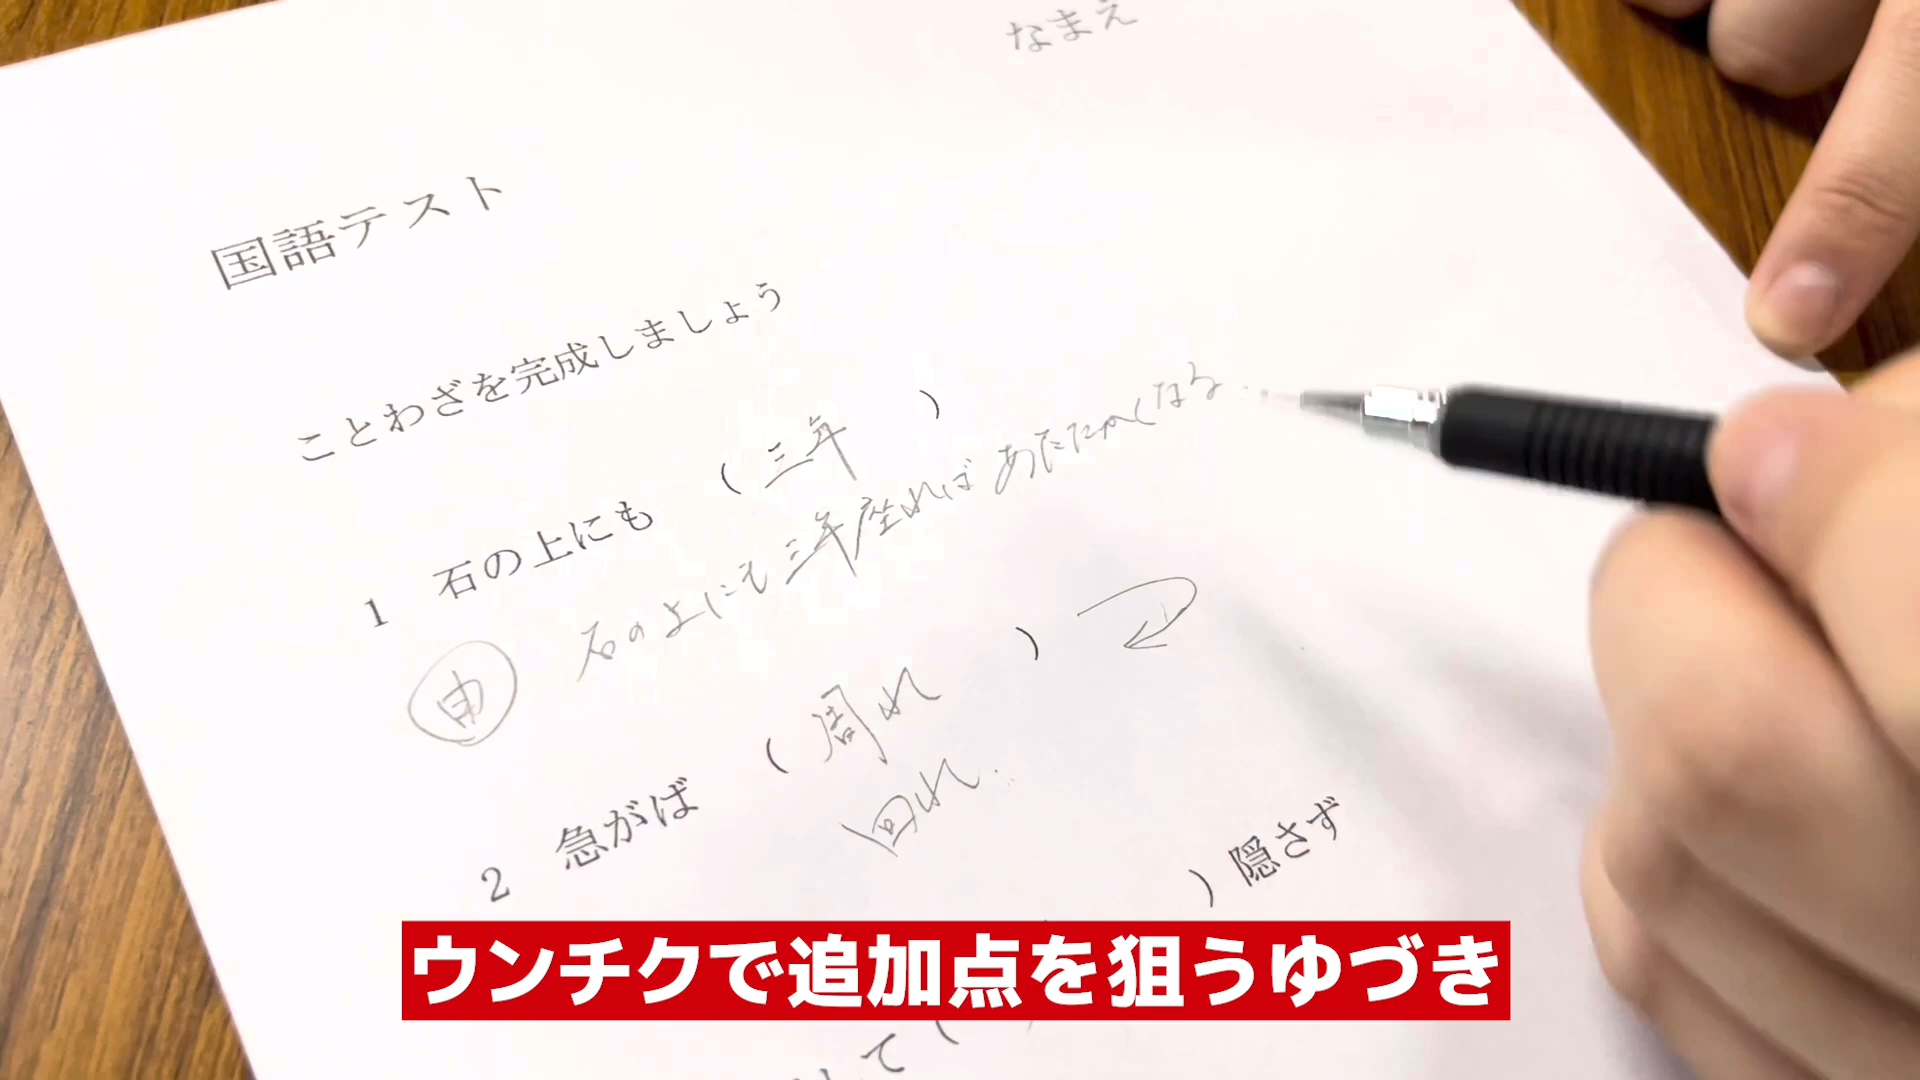 なまえ
国語テスト
ことわざを完成しましょう
1 石の上にも (三年 )
石の上にも三年座ればあたたかくなる
2 急がば (周れ )
回れ
) 隠さず
ウンチクで追加点を狙うゆづき
して (